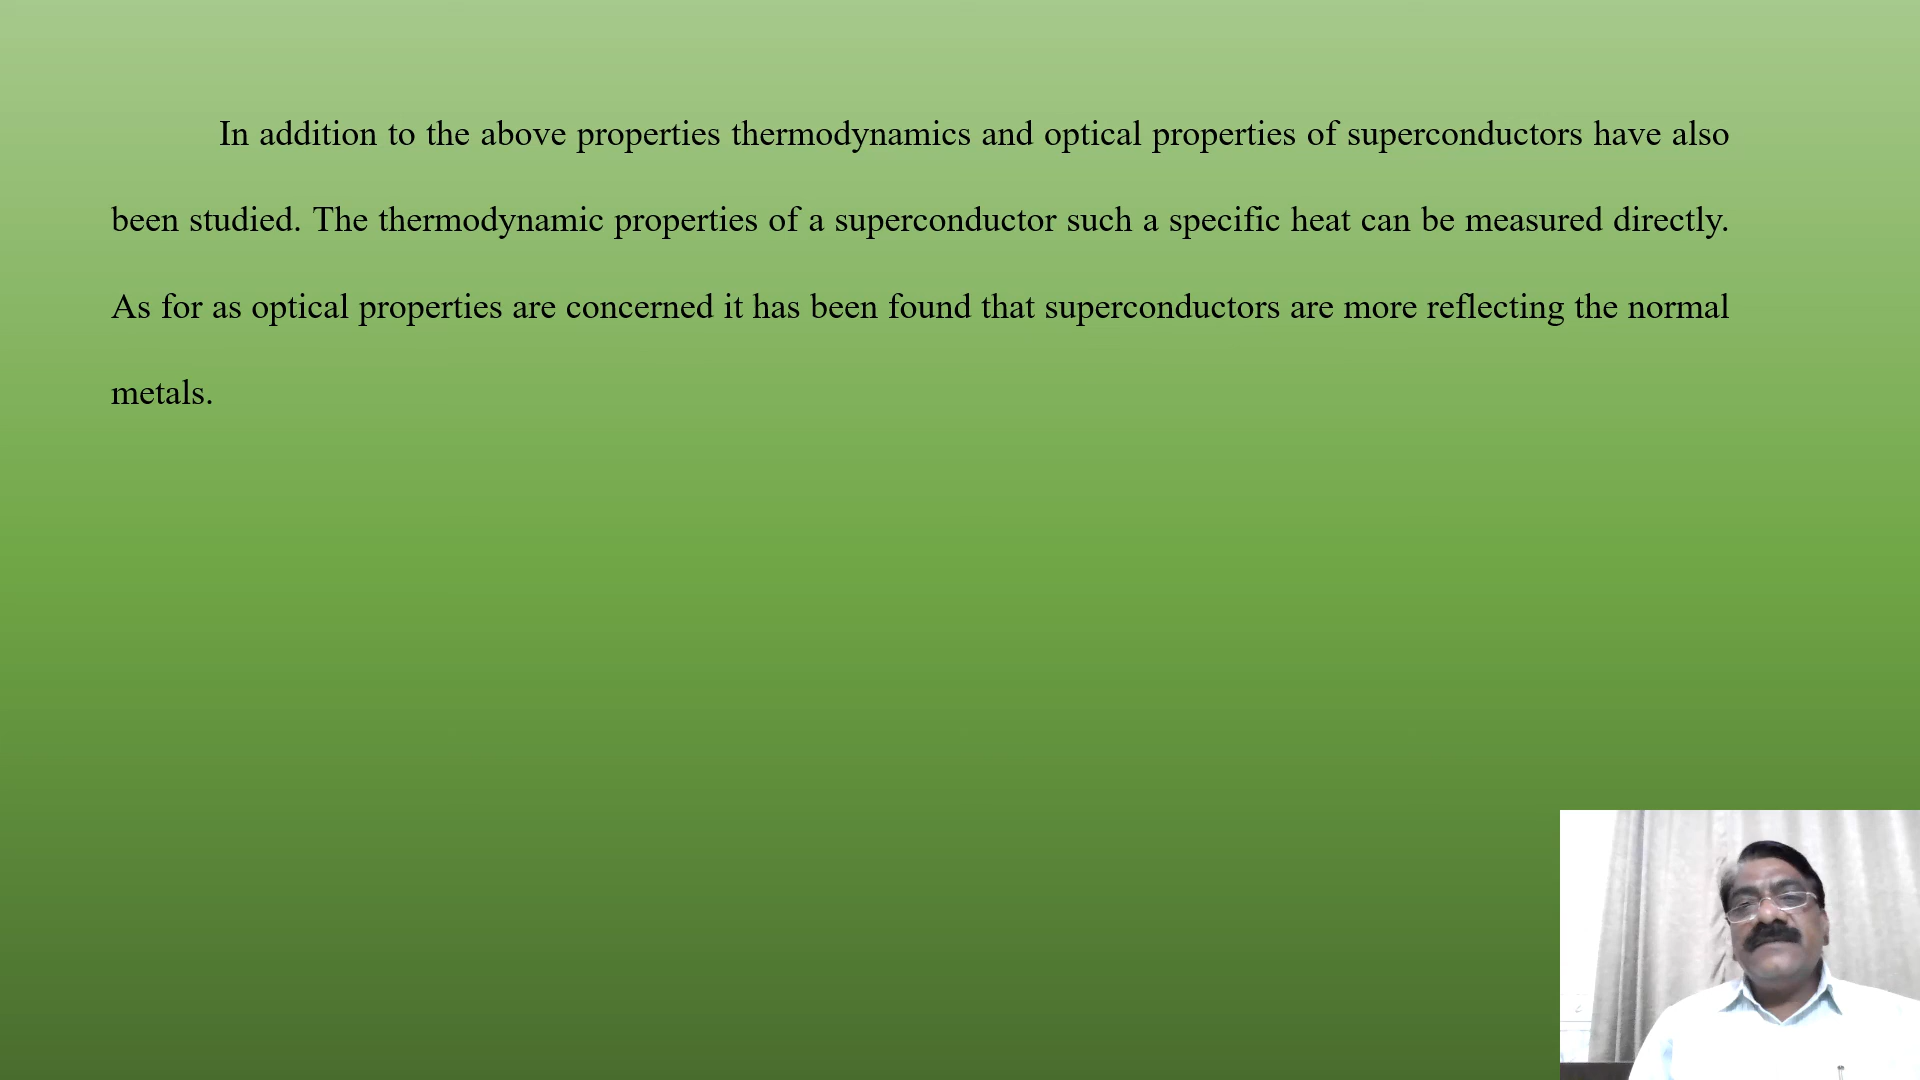 In addition to the above properties thermodynamics and optical properties of superconductors have also
been studied. The thermodynamic properties of a superconductor such a specific heat can be measured directly.
As for as optical properties are concerned it has been found that superconductors are more reflecting the normal
metals.